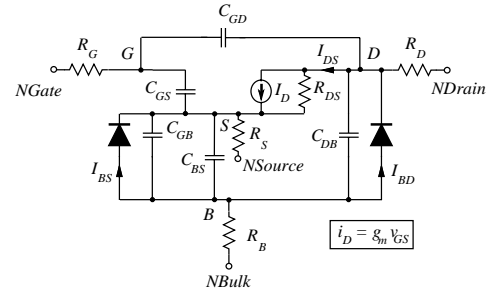 C_GD
R_G
G
I_DS
D
R_D
NGate
C_GS
I_D
R_DS
NDrain
C_GB
S
R_S
C_DB
C_BS
NSource
I_BS
I_BD
B
R_B
i_D = g_m v_GS
NBulk